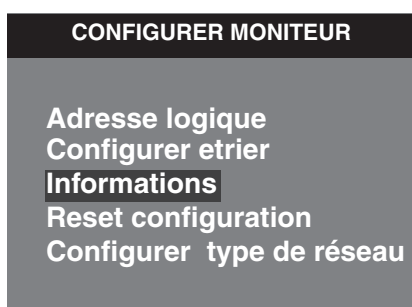 CONFIGURER MONITEUR
Adresse logique
Configurer etrier
Informations
Reset configuration
Configurer type de réseau